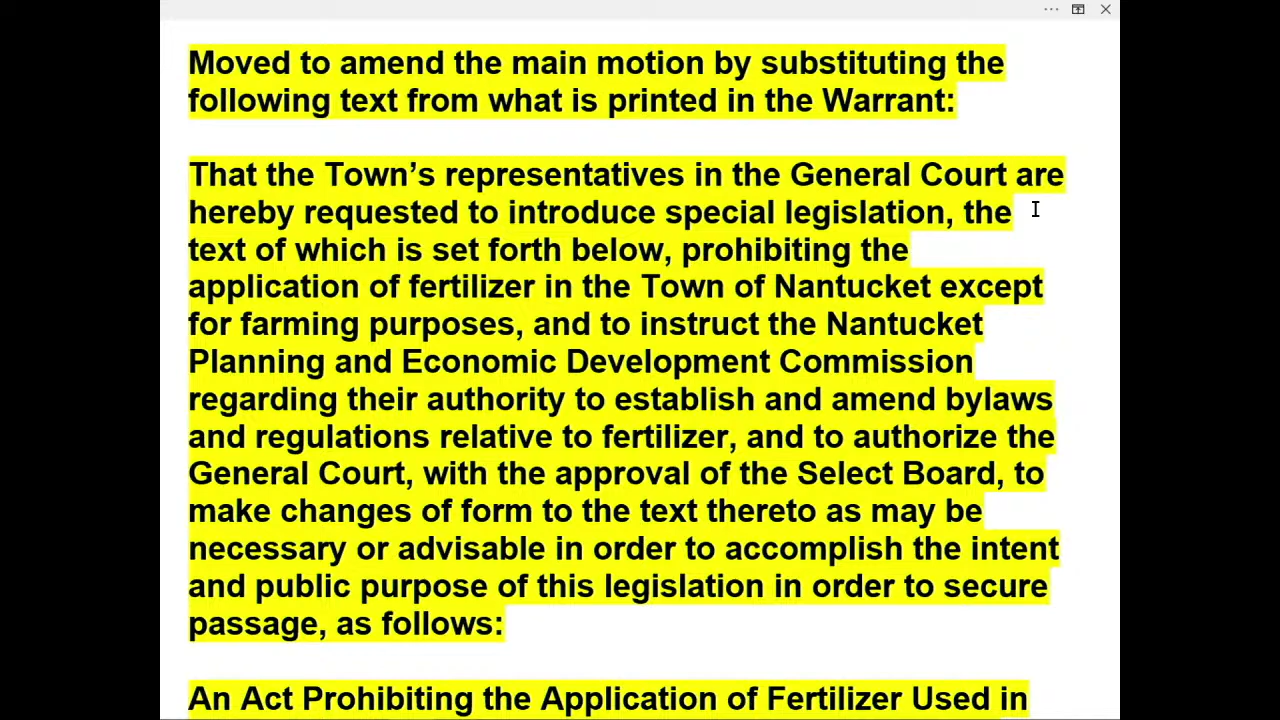 Moved to amend the main motion by substituting the
following text from what is printed in the Warrant:
That the Town’s representatives in the General Court are
hereby requested to introduce special legislation, the
text of which is set forth below, prohibiting the
application of fertilizer in the Town of Nantucket except
for farming purposes, and to instruct the Nantucket
Planning and Economic Development Commission
regarding their authority to establish and amend bylaws
and regulations relative to fertilizer, and to authorize the
General Court, with the approval of the Select Board, to
make changes of form to the text thereto as may be
necessary or advisable in order to accomplish the intent
and public purpose of this legislation in order to secure
passage, as follows:
An Act Prohibiting the Application of Fertilizer Used in